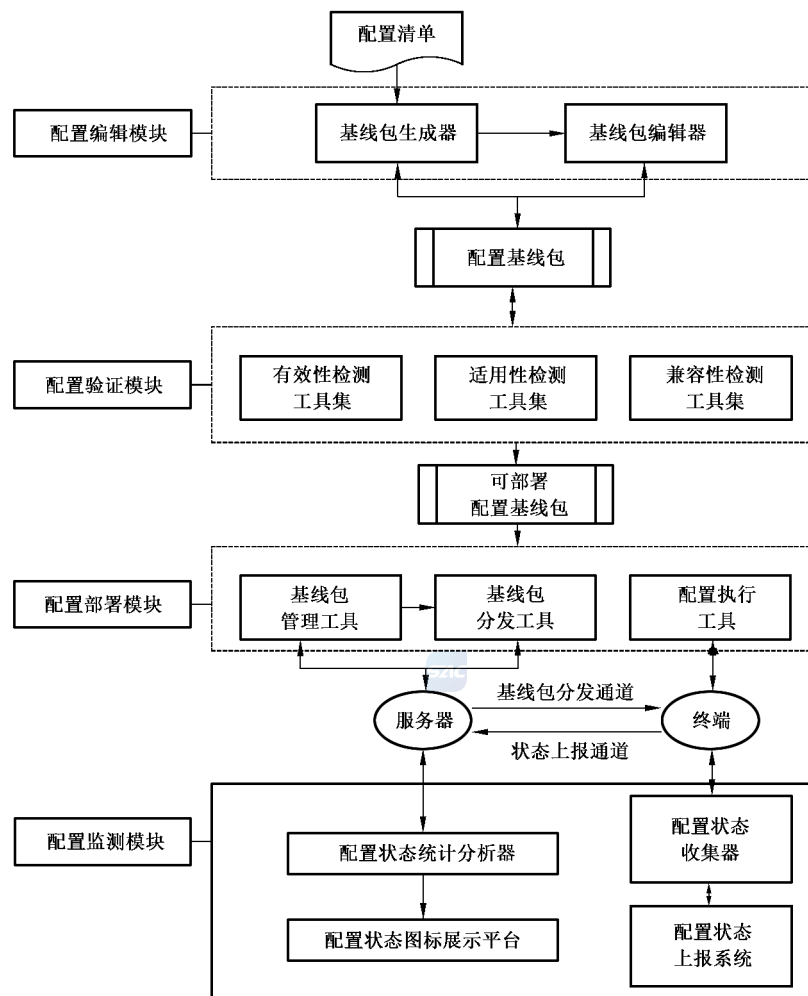 配置清单
配置编辑模块
基线包生成器
基线包编辑器
配置基线包
配置验证模块
有效性检测
工具集
适用性检测
工具集
兼容性检测
工具集
可部署
配置基线包
配置部署模块
基线包
管理工具
基线包
分发工具
配置执行
工具
SZIC
服务器
基线包分发通道
终端
状态上报通道
配置监测模块
配置状态统计分析器
配置状态图标展示平台
配置状态
收集器
配置状态
上报系统